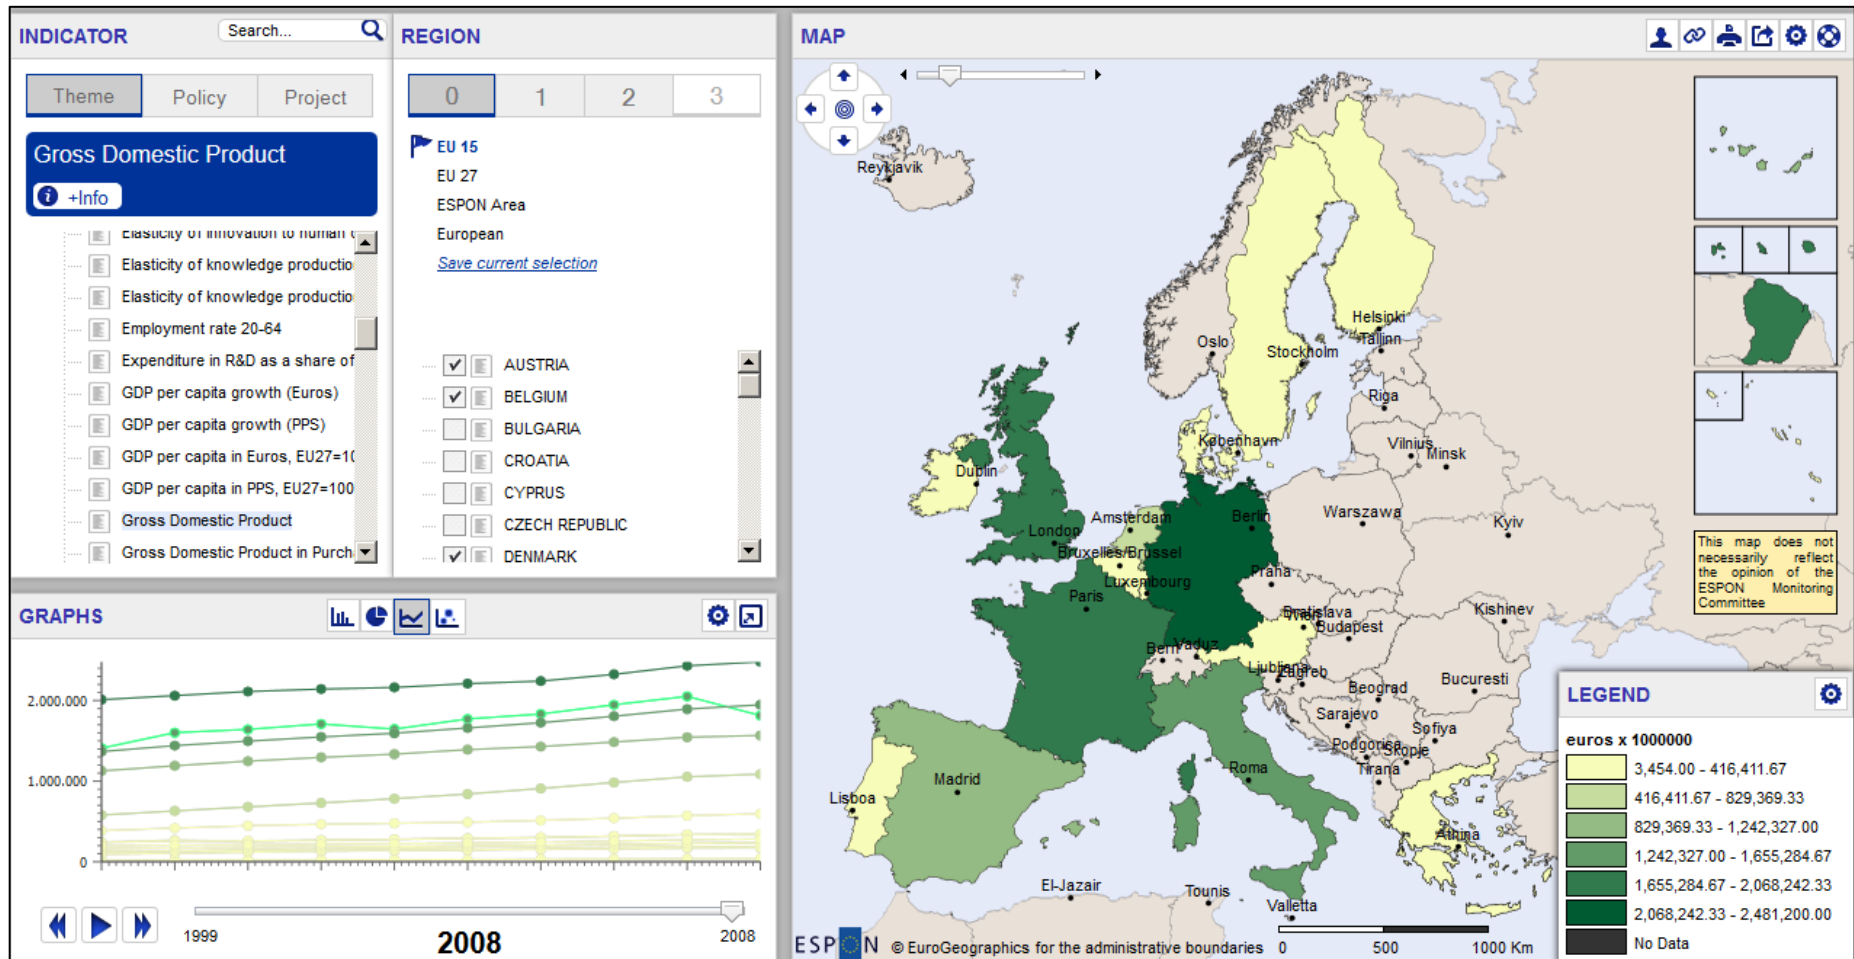 INDICATOR
Search...
Theme
Policy
Project
Gross Domestic Product
i +Info
Elasticity of innovation to human c
Elasticity of knowledge productio
Elasticity of knowledge productio
Employment rate 20-64
Expenditure in R&D as a share of
GDP per capita growth (Euros)
GDP per capita growth (PPS)
GDP per capita in Euros, EU27=10
GDP per capita in PPS, EU27=100
Gross Domestic Product
Gross Domestic Product in Purch
REGION
0
1
2
3
EU 15
EU 27
ESPON Area
European
Save current selection
AUSTRIA
BELGIUM
BULGARIA
CROATIA
CYPRUS
CZECH REPUBLIC
DENMARK
GRAPHS
2.000.000
1.000.000
0
1999
2008
2008
MAP
Reykjavik
Helsinki
Tallinn
Oslo
Stockholm
Riga
København
Vilnius
Minsk
Dublin
Amsterdam
Berlin
Warszawa
Kyiv
London
Bruxelles/Brussel
Praha
Luxembourg
Paris
Bratislava
Wien
Budapest
Kishinev
Bern
Vaduz
Ljubljana
Zagreb
Beograd
Bucuresti
Sarajevo
Sofiya
Podgorica
Skopje
Tirana
Roma
Madrid
Lisboa
Athina
El-Jazair
Tounis
Valletta
This map does not
necessarily reflect
the opinion of the
ESPON Monitoring
Committee
LEGEND
euros x 1000000
3,454.00 - 416,411.67
416,411.67 - 829,369.33
829,369.33 - 1,242,327.00
1,242,327.00 - 1,655,284.67
1,655,284.67 - 2,068,242.33
2,068,242.33 - 2,481,200.00
No Data
ESPON © EuroGeographics for the administrative boundaries
0 500 1000 Km